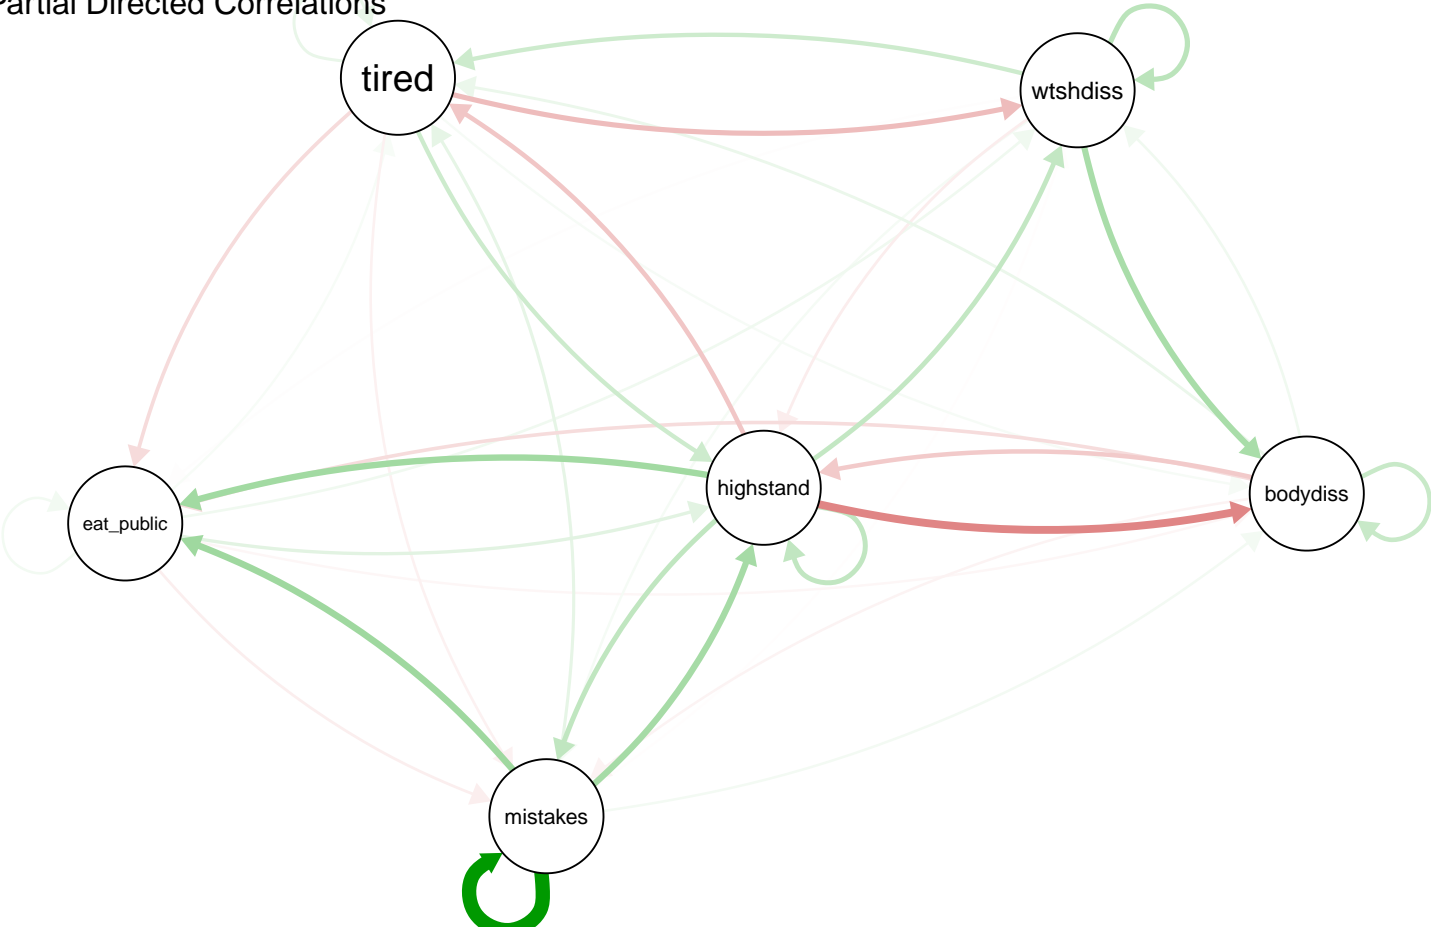 Partial Directed Correlations
tired
wtshdiss
highstand
bodydiss
eat_public
mistakes